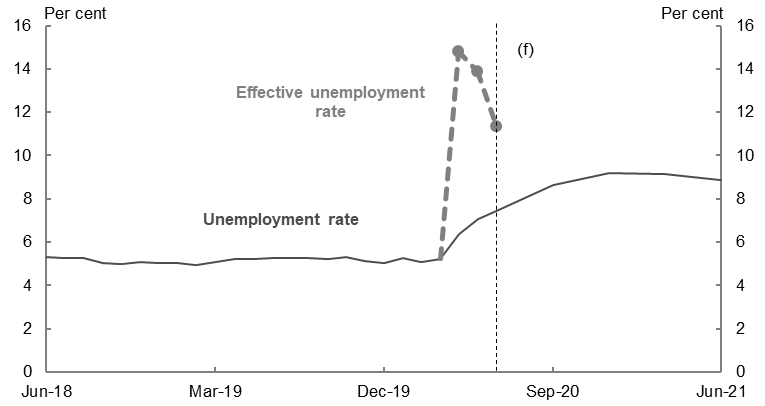 Per cent Per cent
16 16
(f)
14 14
Effective unemployment
rate
12 12
10 10
8 8
Unemployment rate
6 6
4 4
2 2
0 0
Jun-18 Mar-19 Dec-19 Sep-20 Jun-21